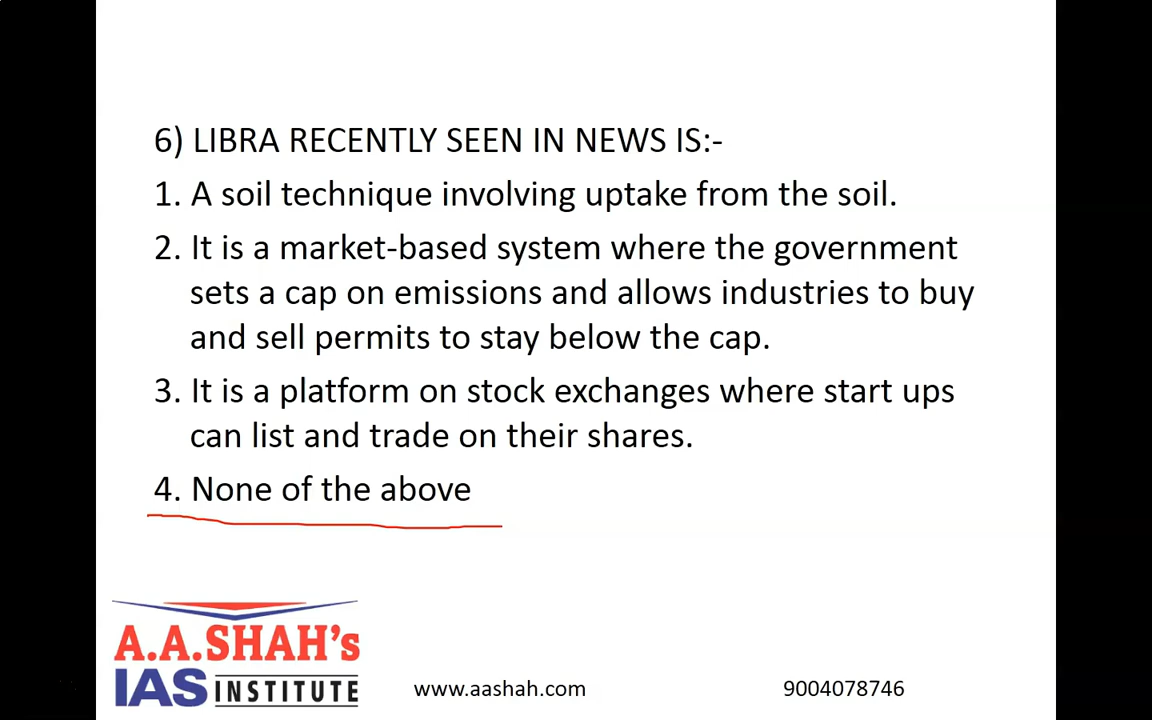 6) LIBRA RECENTLY SEEN IN NEWS IS:-
1. A soil technique involving uptake from the soil.
2. It is a market-based system where the government
sets a cap on emissions and allows industries to buy
and sell permits to stay below the cap.
3. It is a platform on stock exchanges where start ups
can list and trade on their shares.
4. None of the above
A.A.SHAH's
IAS INSTITUTE
www.aashah.com 9004078746